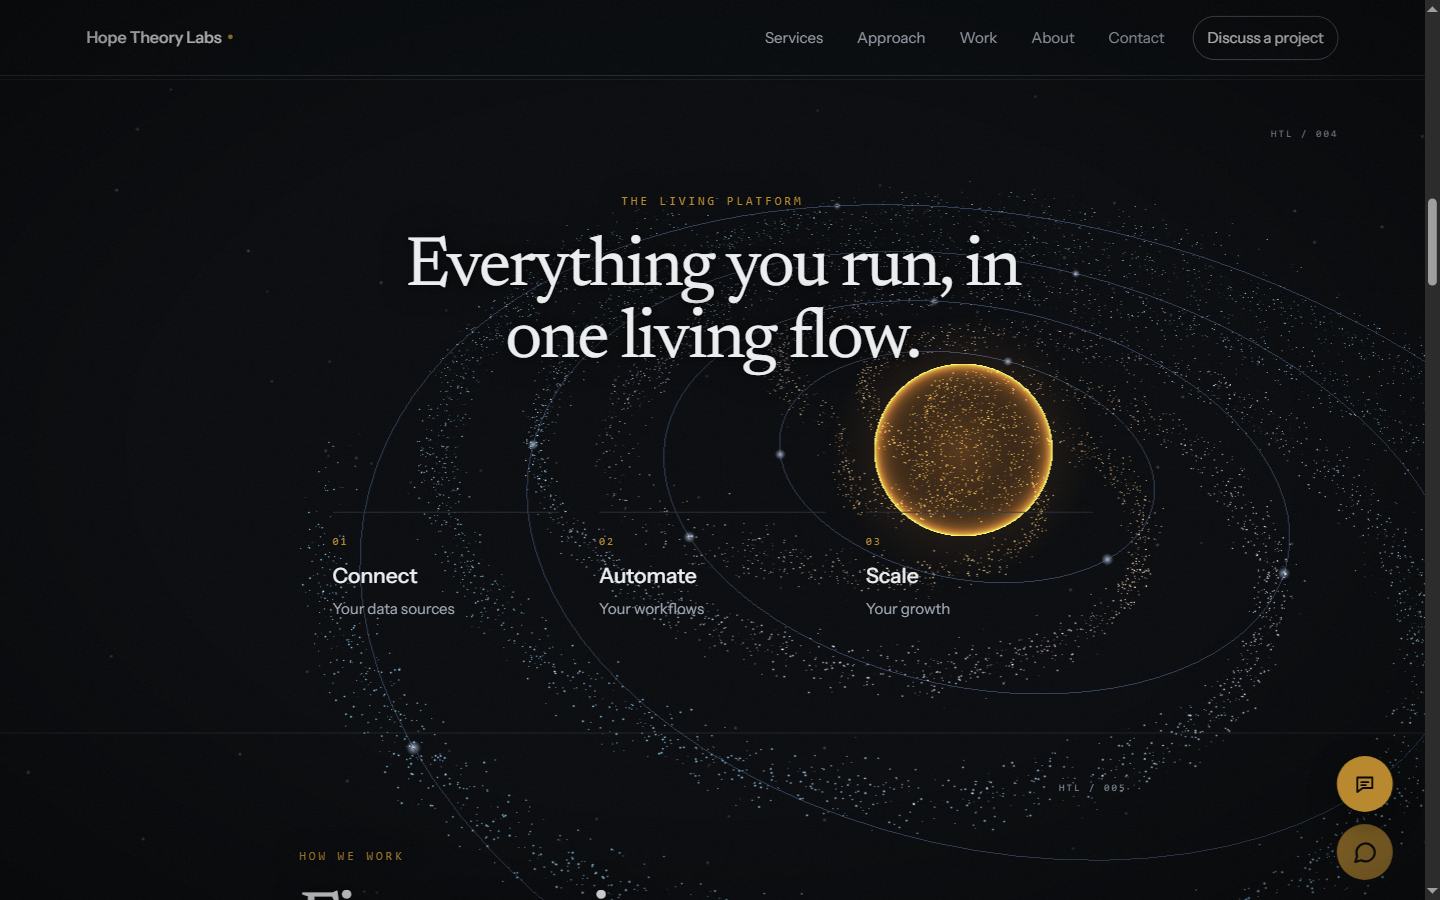 Hope Theory Labs
Services
Approach
Work
About
Contact
Discuss a project
HTL / 004
THE LIVING PLATFORM
Everything you run, in
one living flow.
01
Connect
Your data sources
02
Automate
Your workflows
03
Scale
Your growth
HTL / 005
HOW WE WORK